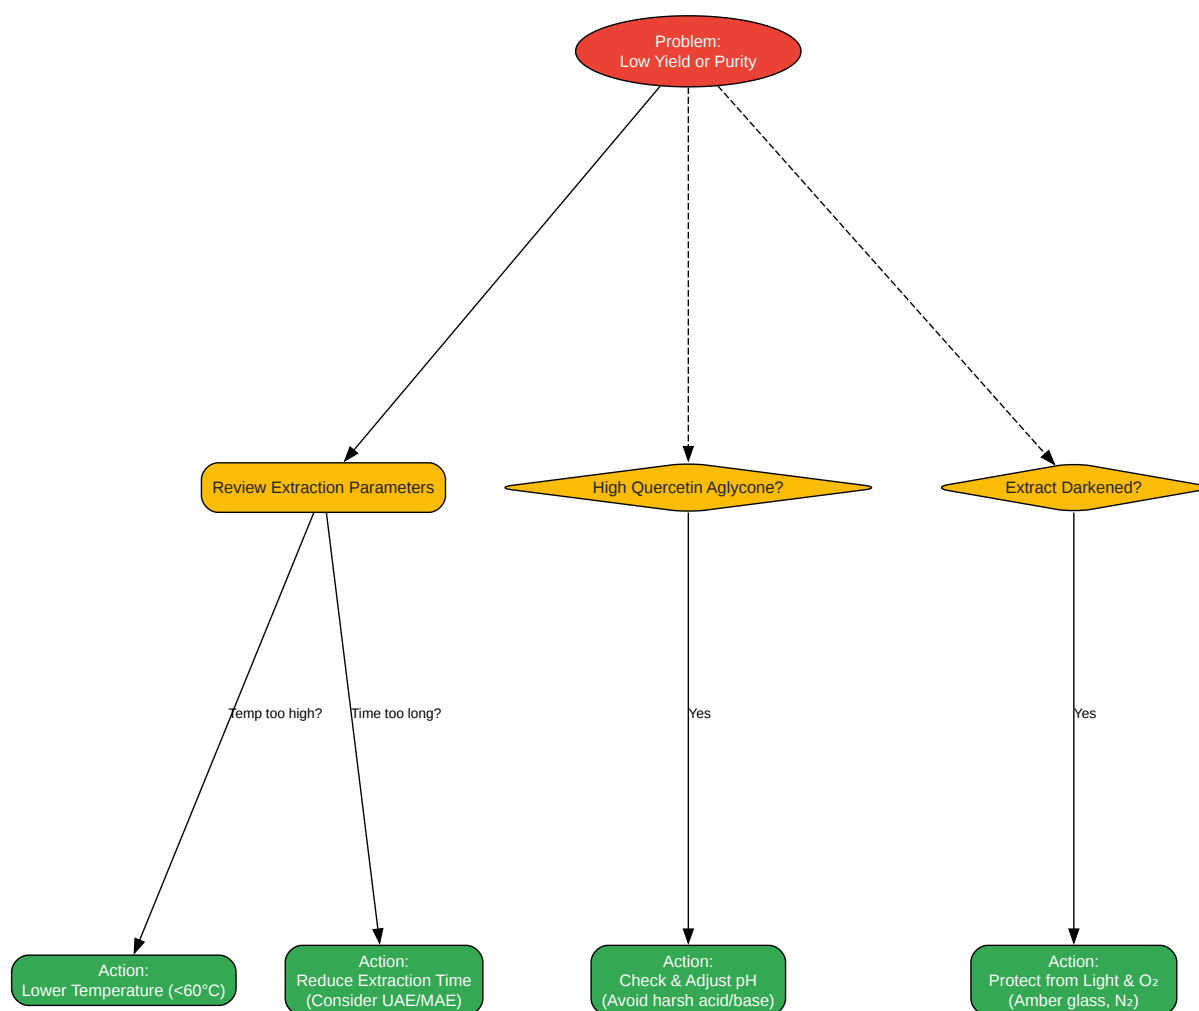 Problem:
Low Yield or Purity
Review Extraction Parameters
High Quercetin Aglycone?
Extract Darkened?
Temp too high?
Time too long?
Yes
Yes
Action:
Lower Temperature (<60°C)
Action:
Reduce Extraction Time
(Consider UAE/MAE)
Action:
Check & Adjust pH
(Avoid harsh acid/base)
Action:
Protect from Light & O₂
(Amber glass, N₂)